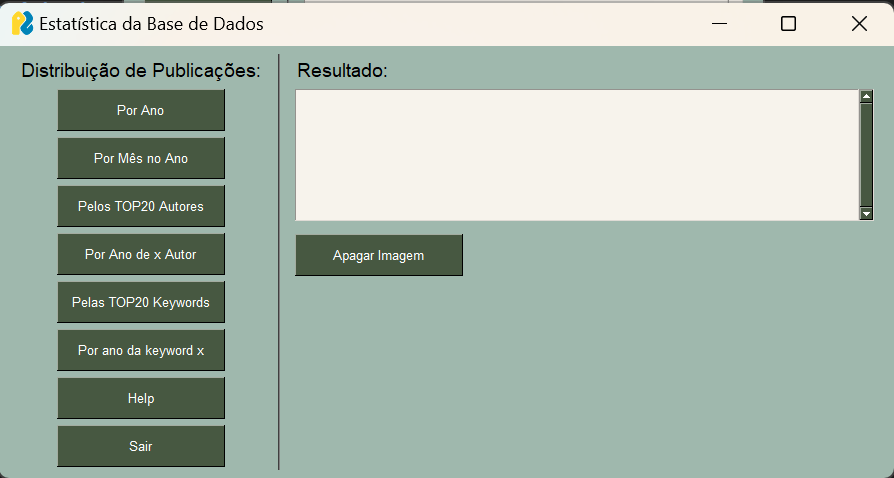 Estatística da Base de Dados
Distribuição de Publicações:
Por Ano
Por Mês no Ano
Pelos TOP20 Autores
Por Ano de x Autor
Pelas TOP20 Keywords
Por ano da keyword x
Help
Sair
Resultado:
Apagar Imagem